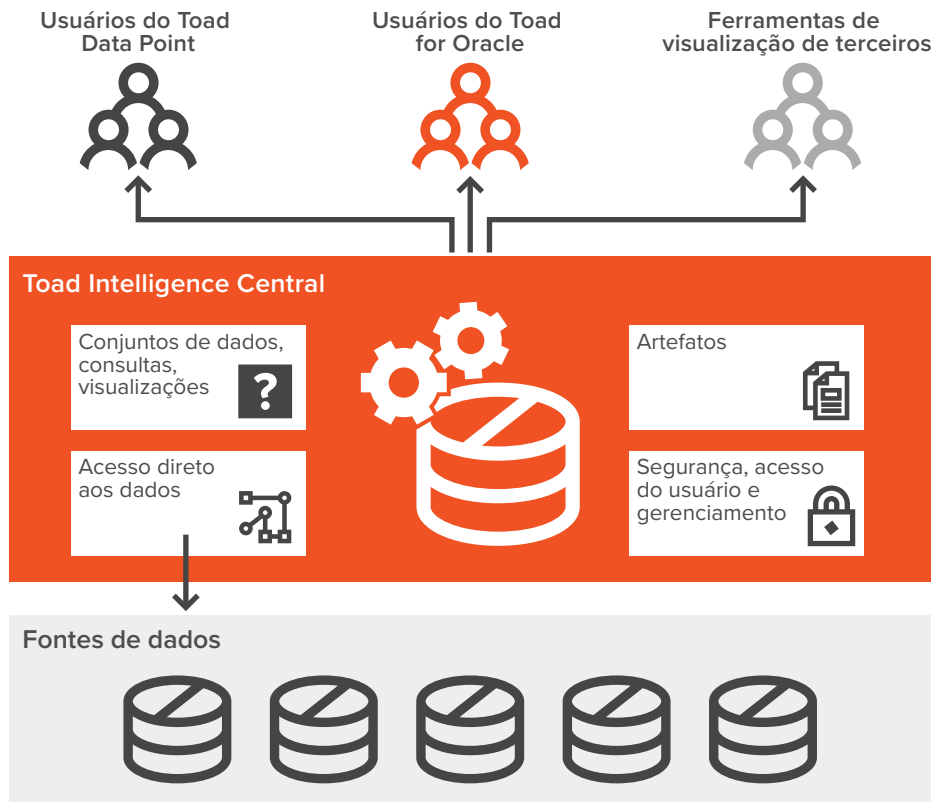 Usuários do Toad
Data Point
Usuários do Toad
for Oracle
Ferramentas de
visualização de terceiros
Toad Intelligence Central
Conjuntos de dados,
consultas,
visualizações
?
Artefatos
Acesso direto
aos dados
Segurança, acesso
do usuário e
gerenciamento
Fontes de dados